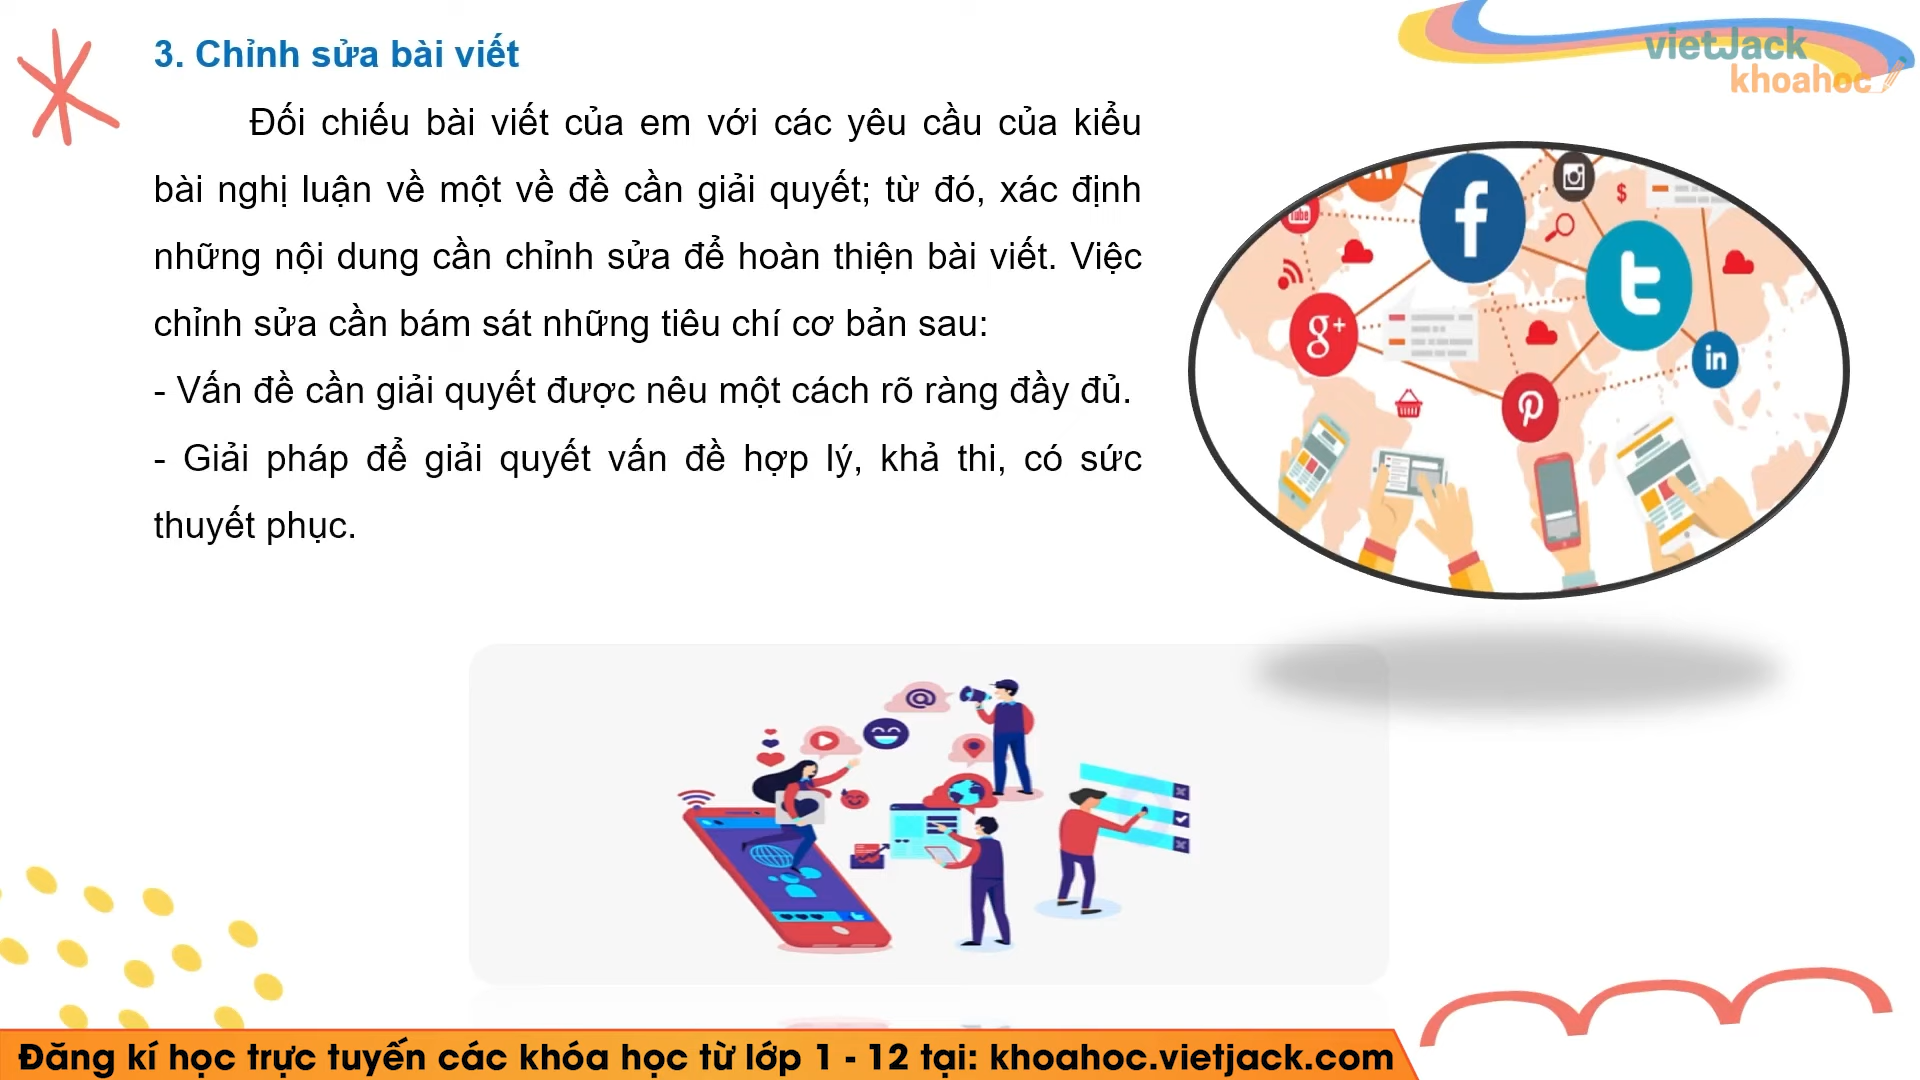 3. Chỉnh sửa bài viết
vietJack
khoahoc
Đối chiếu bài viết của em với các yêu cầu của kiểu
bài nghị luận về một về đề cần giải quyết; từ đó, xác định
những nội dung cần chỉnh sửa để hoàn thiện bài viết. Việc
chỉnh sửa cần bám sát những tiêu chí cơ bản sau:
- Vấn đề cần giải quyết được nêu một cách rõ ràng đầy đủ.
- Giải pháp để giải quyết vấn đề hợp lý, khả thi, có sức
thuyết phục.
f
$
Tube
t
g+
in
p
@
Đăng kí học trực tuyến các khóa học từ lớp 1 - 12 tại: khoahoc.vietjack.com